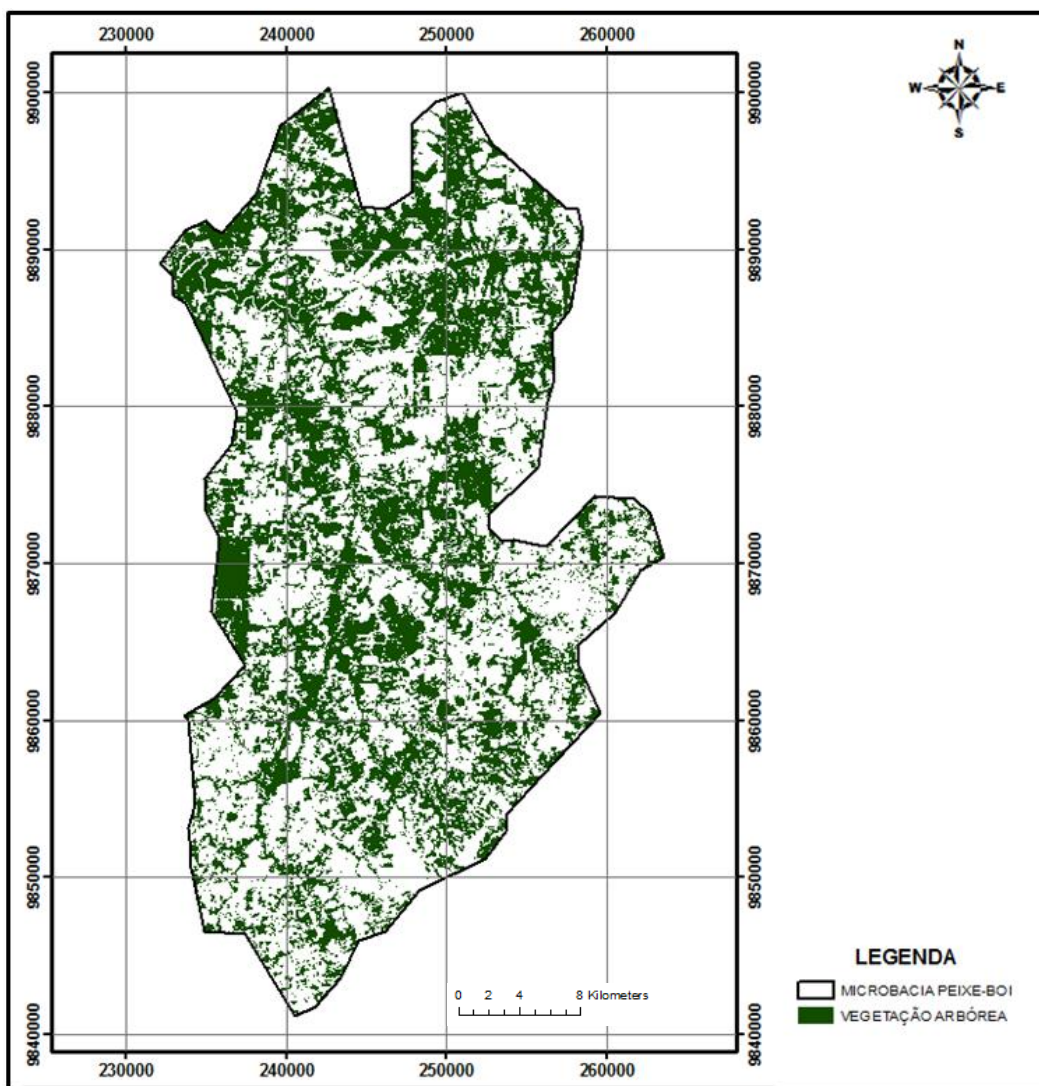 230000 240000 250000 260000
N
W E
S
9900000 9900000
9890000 9890000
9880000 9880000
9870000 9870000
9860000 9860000
9850000 9850000
9840000 9840000
0 2 4 8 Kilometers
LEGENDA
MICROBACIA PEIXE-BOI
VEGETAÇÃO ARBÓREA
230000 240000 250000 260000